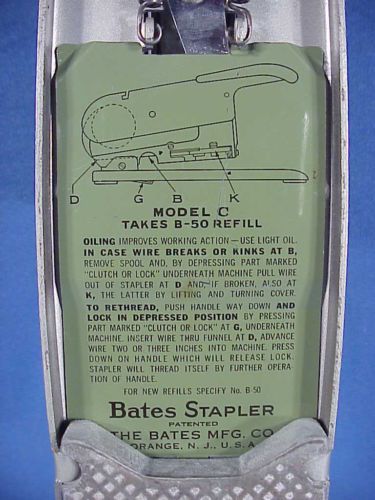 D G B K
MODEL C
TAKES B-50 REFILL
OILING IMPROVES WORKING ACTION — USE LIGHT OIL.
IN CASE WIRE BREAKS OR KINKS AT B,
REMOVE SPOOL AND, BY DEPRESSING PART MARKED
"CLUTCH OR LOCK" UNDERNEATH MACHINE PULL WIRE
OUT OF STAPLER AT D AND, IF BROKEN, ALSO AT
K, THE LATTER BY LIFTING AND TURNING COVER.
TO RETHREAD, PUSH HANDLE WAY DOWN AND
LOCK IN DEPRESSED POSITION BY PRESSING
PART MARKED "CLUTCH OR LOCK" AT G, UNDERNEATH
MACHINE. INSERT WIRE THRU FUNNEL AT D, ADVANCE
WIRE TWO OR THREE INCHES INTO MACHINE. PRESS
DOWN ON HANDLE WHICH WILL RELEASE LOCK.
STAPLER WILL THREAD ITSELF BY FURTHER OPERA-
TION OF HANDLE.
FOR NEW REFILLS SPECIFY No. B-50
Bates STAPLER
PATENTED
THE BATES MFG. CO.
ORANGE, N. J., U. S. A.